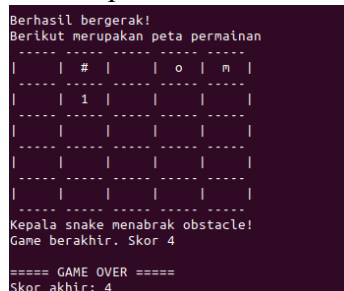 Berhasil bergerak!
Berikut merupakan peta permainan
----- ----- ----- ----- -----
|     |  #  |     |  o  |  m  |
----- ----- ----- ----- -----
|     |  1  |     |     |     |
----- ----- ----- ----- -----
|     |     |     |     |     |
----- ----- ----- ----- -----
|     |     |     |     |     |
----- ----- ----- ----- -----
|     |     |     |     |     |
----- ----- ----- ----- -----
Kepala snake menabrak obstacle!
Game berakhir. Skor 4
===== GAME OVER =====
Skor akhir: 4